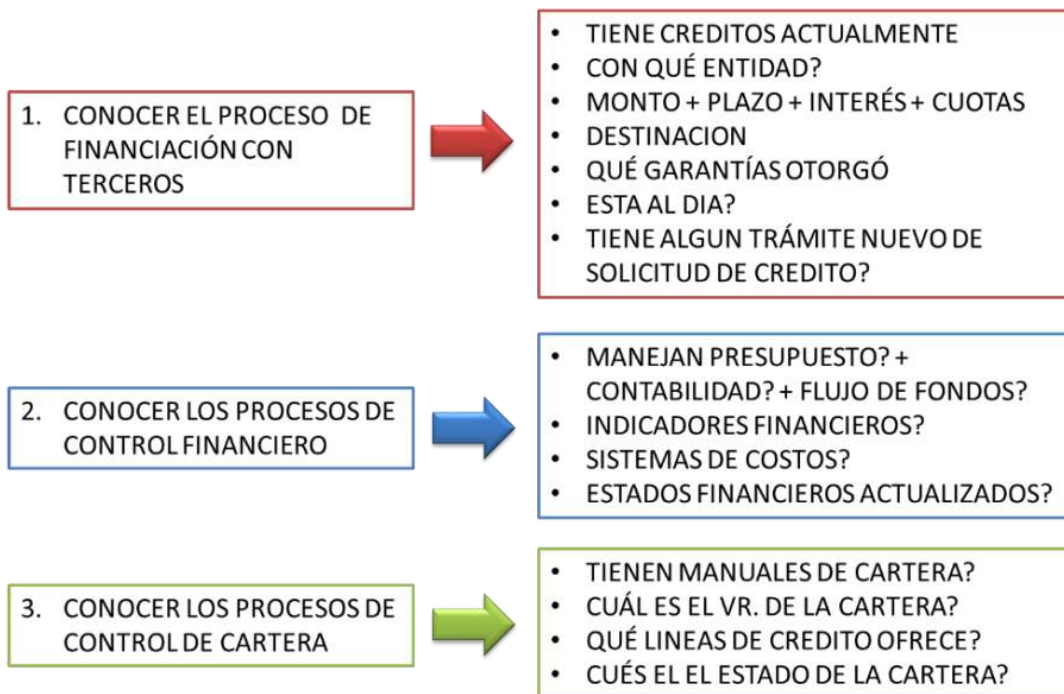 1. CONOCER EL PROCESO DE
FINANCIACIÓN CON
TERCEROS
• TIENE CREDITOS ACTUALMENTE
• CON QUÉ ENTIDAD?
• MONTO + PLAZO + INTERÉS + CUOTAS
• DESTINACION
• QUÉ GARANTÍAS OTORGÓ
• ESTA AL DIA?
• TIENE ALGUN TRÁMITE NUEVO DE
SOLICITUD DE CREDITO?
2. CONOCER LOS PROCESOS DE
CONTROL FINANCIERO
• MANEJAN PRESUPUESTO? +
CONTABILIDAD? + FLUJO DE FONDOS?
• INDICADORES FINANCIEROS?
• SISTEMAS DE COSTOS?
• ESTADOS FINANCIEROS ACTUALIZADOS?
3. CONOCER LOS PROCESOS DE
CONTROL DE CARTERA
• TIENEN MANUALES DE CARTERA?
• CUÁL ES EL VR. DE LA CARTERA?
• QUÉ LINEAS DE CREDITO OFRECE?
• CUÉS EL EL ESTADO DE LA CARTERA?